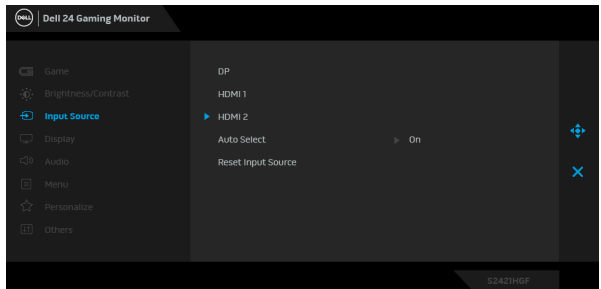 DELL Dell 24 Gaming Monitor
Game
Brightness/Contrast
Input Source
Display
Audio
Menu
Personalize
Others
DP
HDMI 1
HDMI 2
Auto Select On
Reset Input Source
S2421HGF